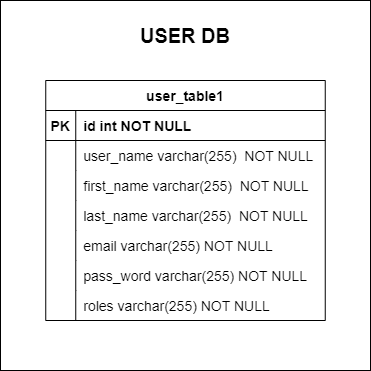 USER DB
user_table1
PK id int NOT NULL
user_name varchar(255)  NOT NULL
first_name varchar(255)  NOT NULL
last_name varchar(255)  NOT NULL
email varchar(255) NOT NULL
pass_word varchar(255) NOT NULL
roles varchar(255) NOT NULL